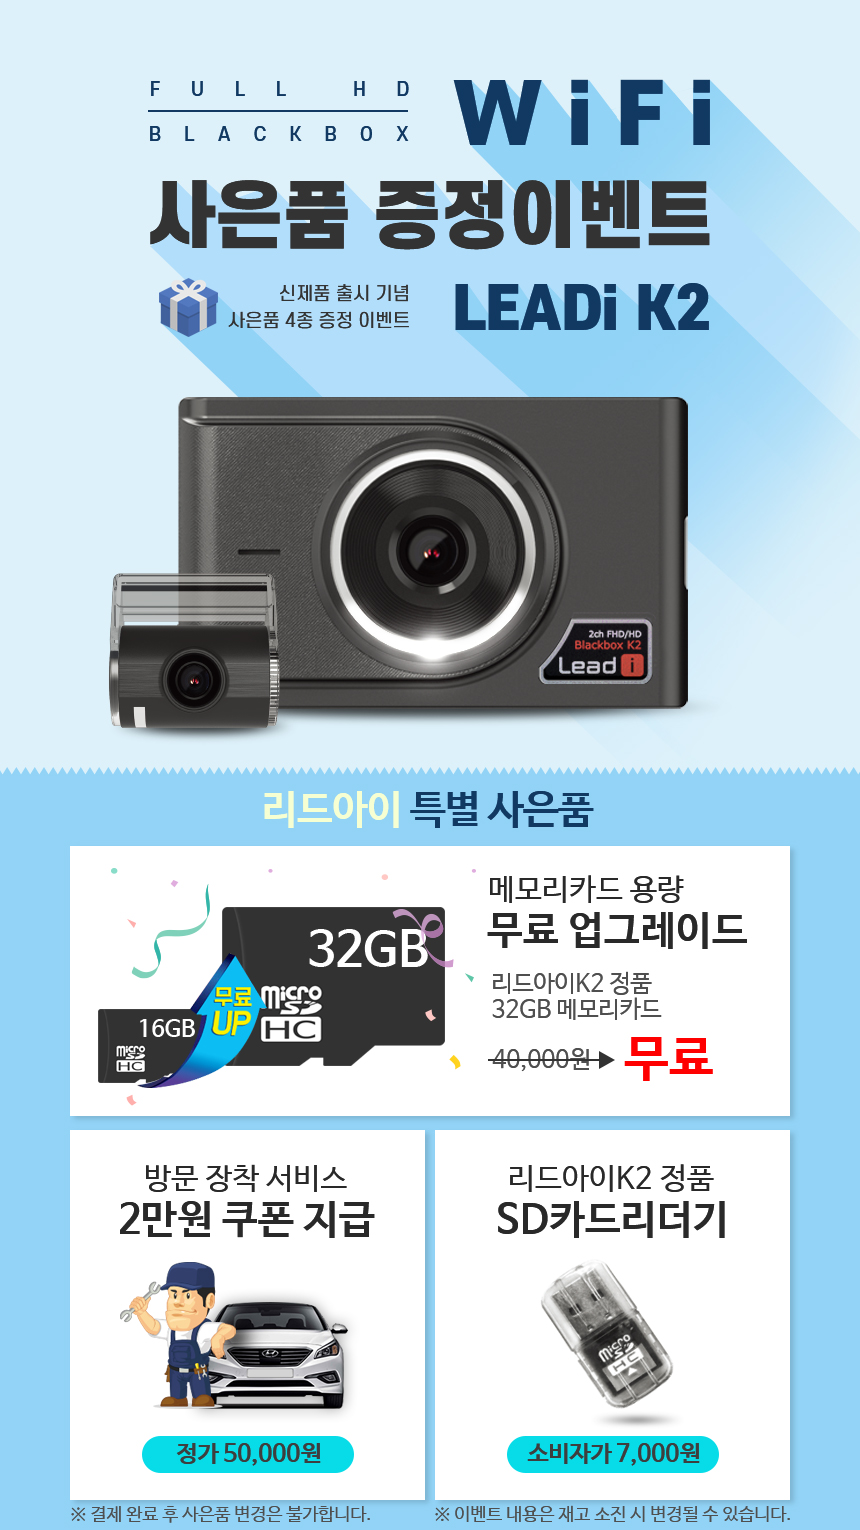 FULL HD
BLACKBOX
WiFi
사은품 증정이벤트
신제품 출시 기념
사은품 4종 증정 이벤트
LEADi K2
2ch FHD/HD
Blackbox K2
Lead i
리드아이 특별 사은품
32GB
micro
SD
HC
무료
UP
16GB
micro
SD
HC
메모리카드 용량
무료 업그레이드
리드아이K2 정품
32GB 메모리카드
40,000원 ▶ 무료
방문 장착 서비스
2만원 쿠폰 지급
정가 50,000원
리드아이K2 정품
SD카드리더기
micro
SD
HC
소비자가 7,000원
※ 결제 완료 후 사은품 변경은 불가합니다.
※ 이벤트 내용은 재고 소진 시 변경될 수 있습니다.